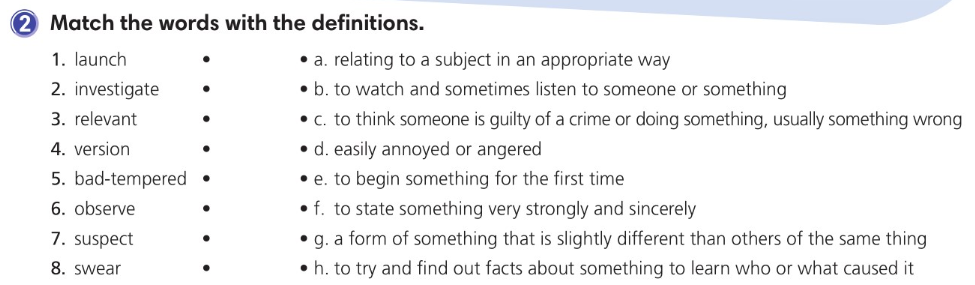 2 Match the words with the definitions.
1. launch • • a. relating to a subject in an appropriate way
2. investigate • • b. to watch and sometimes listen to someone or something
3. relevant • • c. to think someone is guilty of a crime or doing something, usually something wrong
4. version • • d. easily annoyed or angered
5. bad-tempered • • e. to begin something for the first time
6. observe • • f. to state something very strongly and sincerely
7. suspect • • g. a form of something that is slightly different than others of the same thing
8. swear • • h. to try and find out facts about something to learn who or what caused it